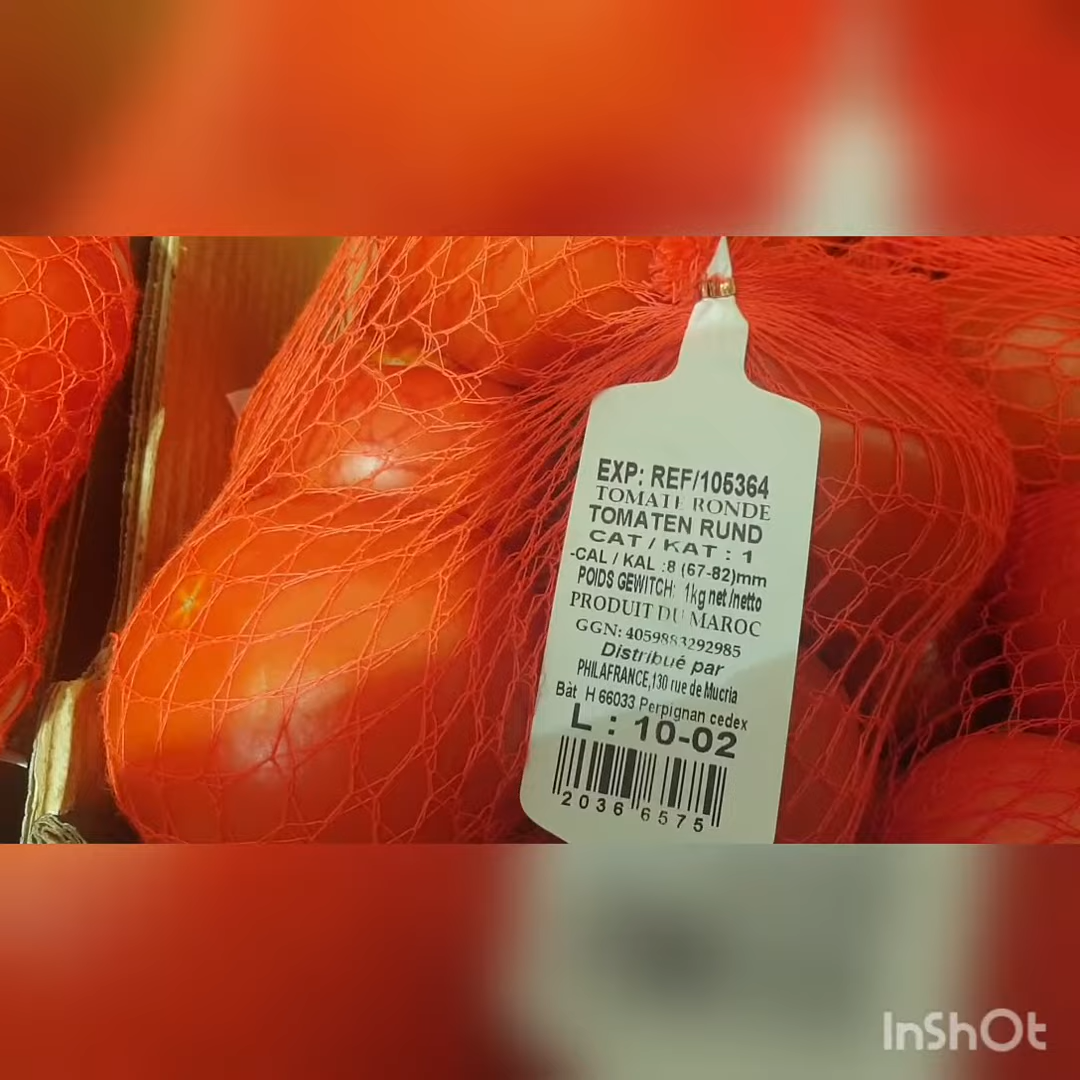 EXP: REF/105364
TOMATE RONDE
TOMATEN RUND
CAT / KAT : 1
-CAL / KAL :8 (67-82)mm
POIDS GEWITCH: 1kg net /netto
PRODUIT DU MAROC
GGN: 4059883292985
Distribué par
PHILAFRANCE,130 rue de Mucria
Bàt H 66033 Perpignan cedex
L : 10-02
2036 6575
InShOt